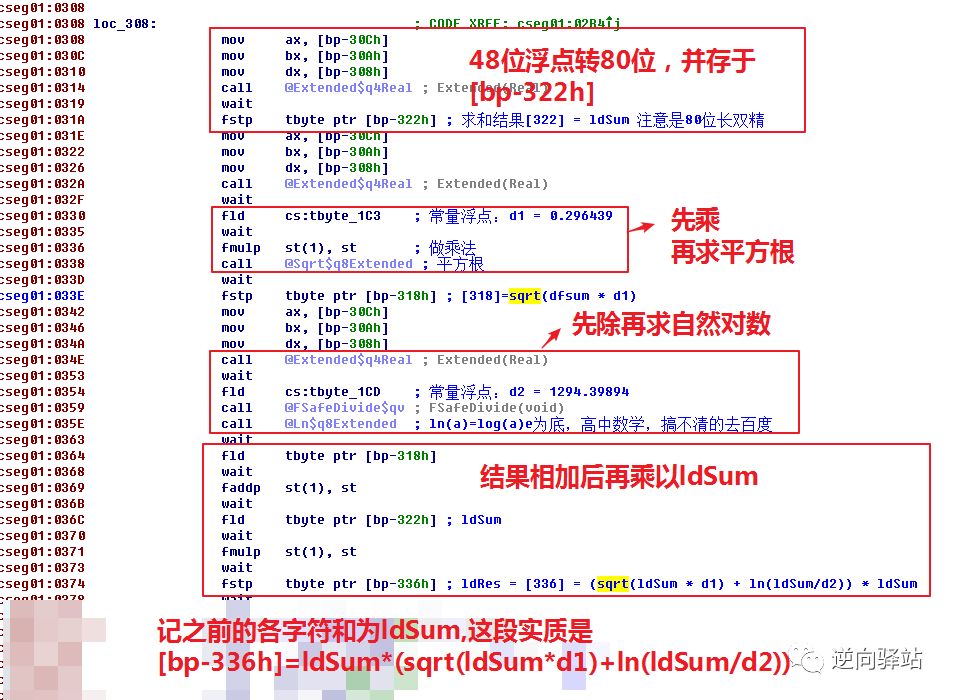 cseg01:0308
cseg01:0308 loc_308: ; CODE XREF: cseg01:02B4↑j
cseg01:0308 mov ax, [bp-30Ch]
cseg01:030C mov bx, [bp-30Ah]
cseg01:0310 mov dx, [bp-308h]
cseg01:0314 call @Extended$q4Real ; Extended(Real)
cseg01:0319 wait
cseg01:031A fstp tbyte ptr [bp-322h] ; 求和结果[322] = ldSum 注意是80位长双精
48位浮点转80位，并存于
[bp-322h]
cseg01:031E mov ax, [bp-30Ch]
cseg01:0322 mov bx, [bp-30Ah]
cseg01:0326 mov dx, [bp-308h]
cseg01:032A call @Extended$q4Real ; Extended(Real)
cseg01:032F wait
cseg01:0330 fld cs:tbyte_1C3 ; 常量浮点：d1 = 0.296439
cseg01:0335 wait
cseg01:0336 fmulp st(1), st ; 做乘法
cseg01:0338 call @Sqrt$q8Extended ; 平方根
先乘
再求平方根
cseg01:033D wait
cseg01:033E fstp tbyte ptr [bp-318h] ; [318]=sqrt(dfsum * d1)
cseg01:0342 mov ax, [bp-30Ch]
cseg01:0346 mov bx, [bp-30Ah]
cseg01:034A mov dx, [bp-308h]
先除再求自然对数
cseg01:034E call @Extended$q4Real ; Extended(Real)
cseg01:0353 wait
cseg01:0354 fld cs:tbyte_1CD ; 常量浮点：d2 = 1294.39894
cseg01:0359 call @FSafeDivide$qv ; FSafeDivide(void)
cseg01:035E call @Ln$q8Extended ; ln(a)=log(a)e为底，高中数学，搞不清的去百度
cseg01:0363 wait
cseg01:0364 fld tbyte ptr [bp-318h]
cseg01:0368 wait
cseg01:0369 faddp st(1), st
cseg01:036B wait
cseg01:036C fld tbyte ptr [bp-322h] ; ldSum
cseg01:0370 wait
cseg01:0371 fmulp st(1), st
cseg01:0373 wait
cseg01:0374 fstp tbyte ptr [bp-336h] ; ldRes = [336] = (sqrt(ldSum * d1) + ln(ldSum/d2)) * ldSum
结果相加后再乘以ldSum
cseg01:0378 wait
记之前的各字符和为ldSum,这段实质是
[bp-336h]=ldSum*(sqrt(ldSum*d1)+ln(ldSum/d2))
逆向驿站